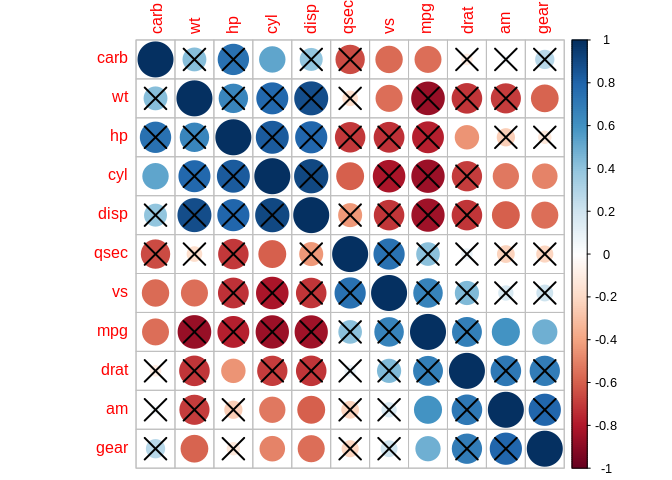 carb wt hp cyl disp qsec vs mpg drat am gear
carb
wt
hp
cyl
disp
qsec
vs
mpg
drat
am
gear
1
0.8
0.6
0.4
0.2
0
-0.2
-0.4
-0.6
-0.8
-1